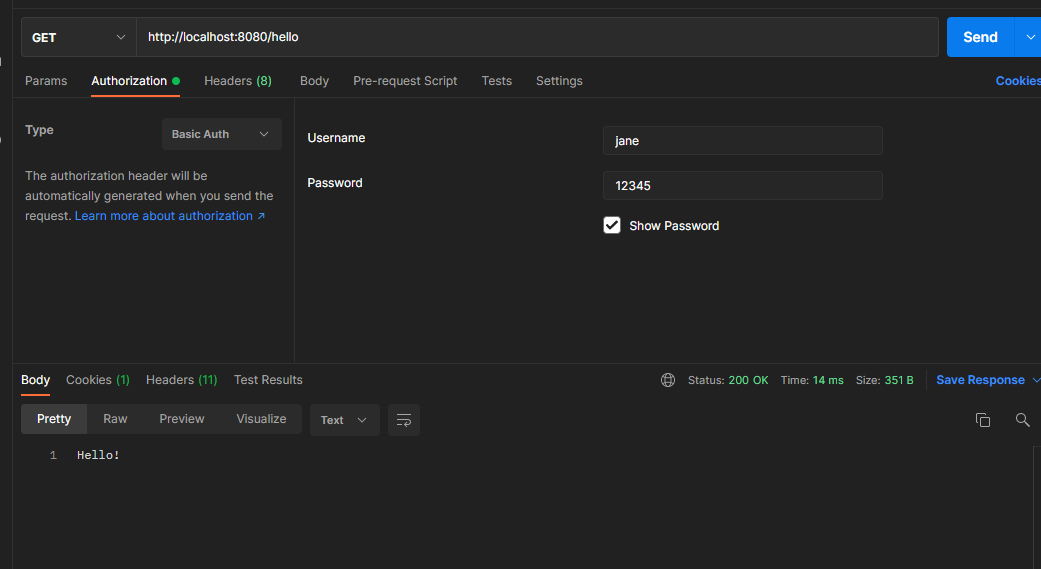 GET http://localhost:8080/hello Send
Params Authorization Headers (8) Body Pre-request Script Tests Settings Cookies
Type Basic Auth
The authorization header will be
automatically generated when you send the
request. Learn more about authorization ↗
Username jane
Password 12345
Show Password
Body Cookies (1) Headers (11) Test Results Status: 200 OK Time: 14 ms Size: 351 B Save Response
Pretty Raw Preview Visualize Text
1 Hello!